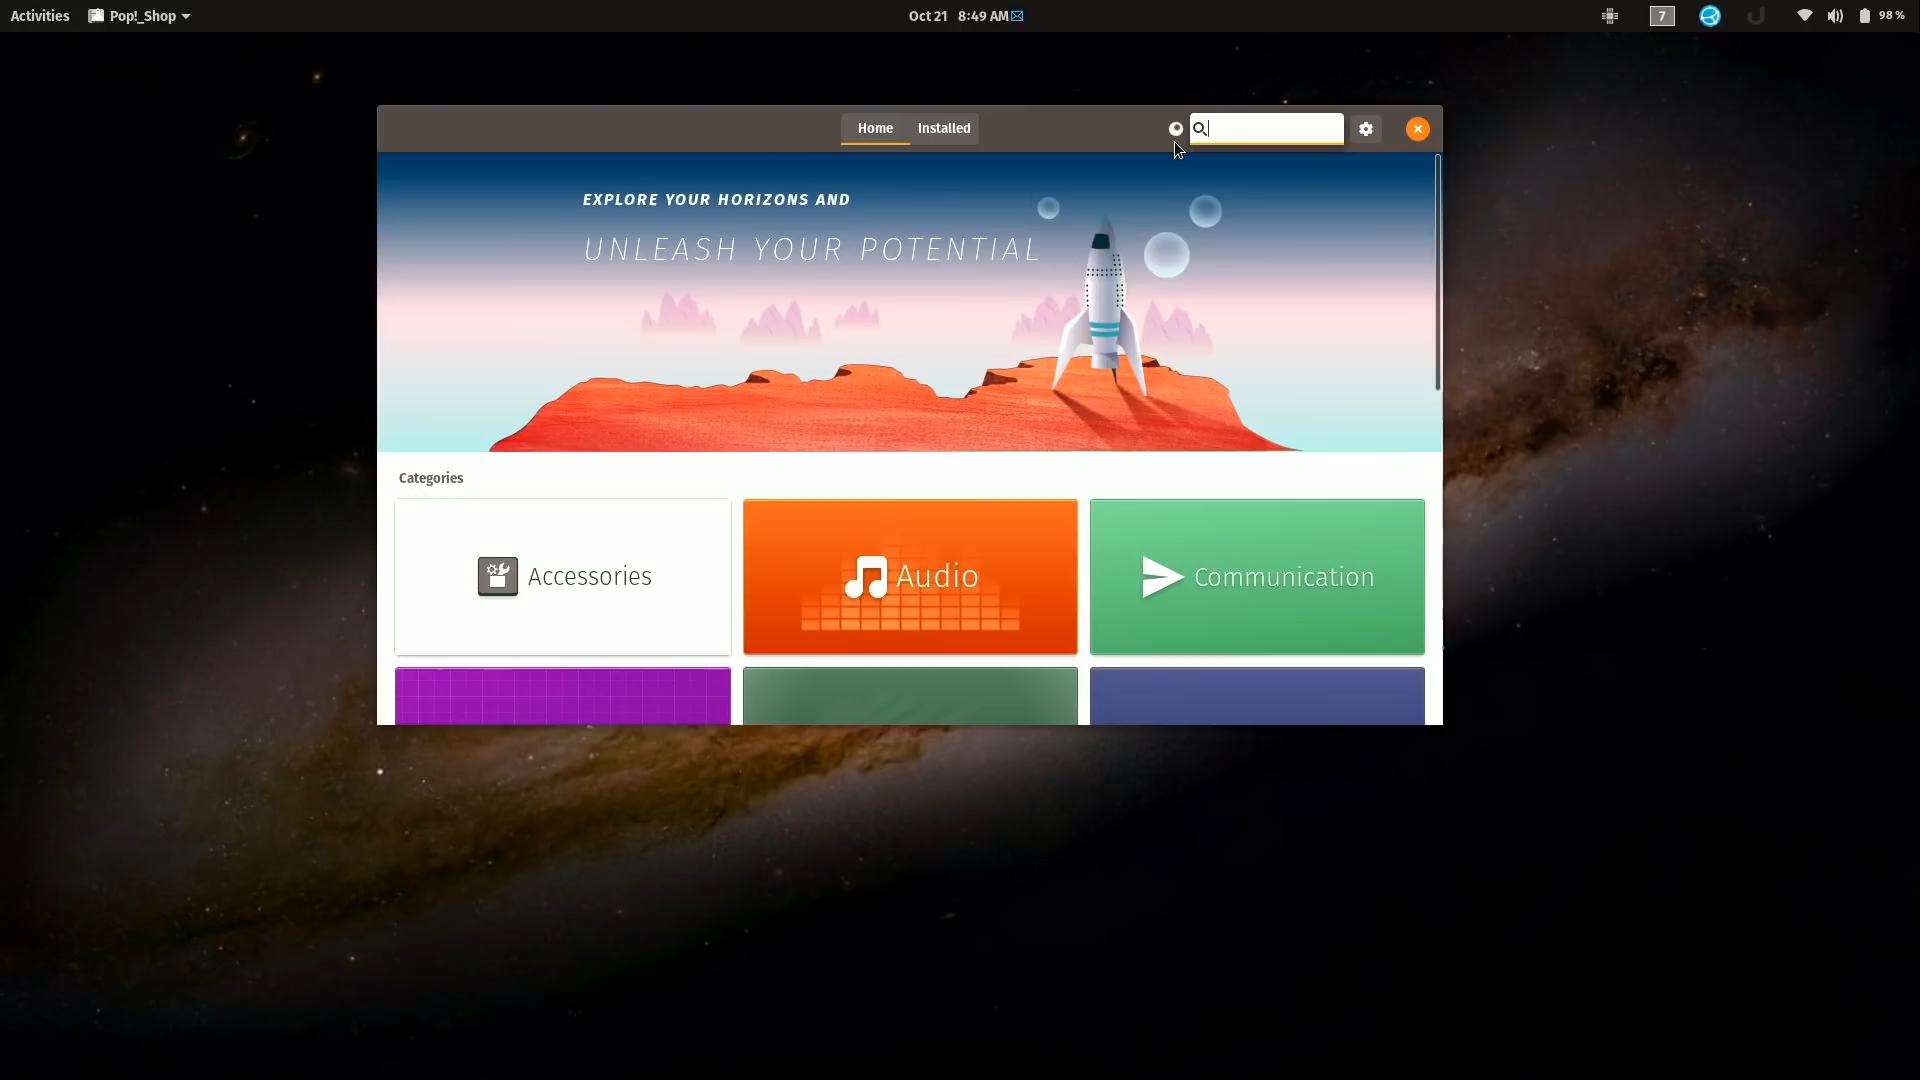 Activities Pop!_Shop Oct 21 8:49 AM 7 98 %
Home Installed
EXPLORE YOUR HORIZONS AND
UNLEASH YOUR POTENTIAL
Categories
Accessories Audio Communication